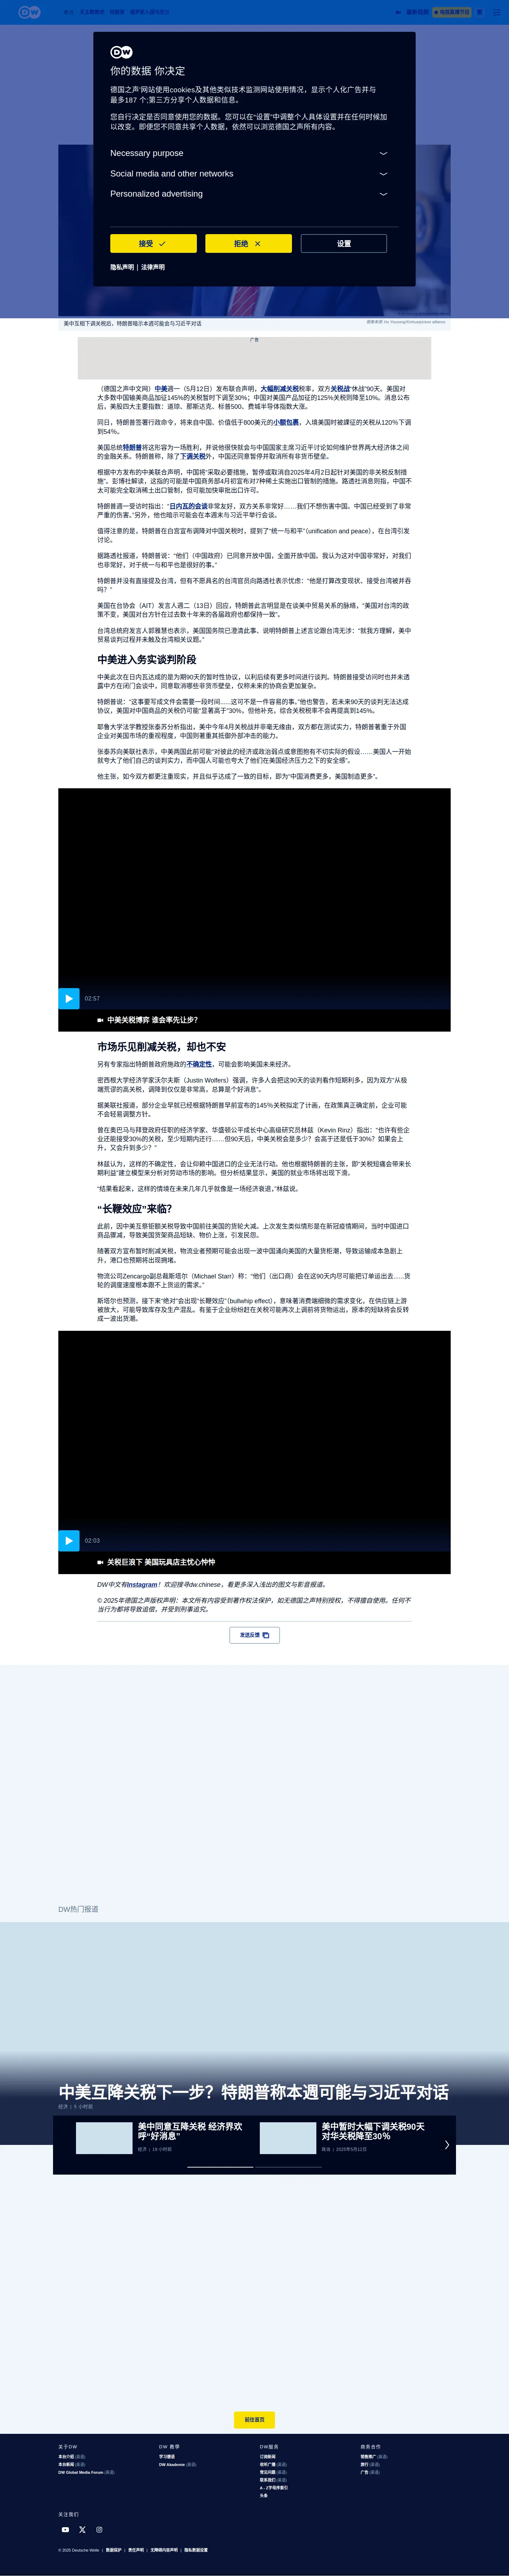 DW
你的数据 你决定
德国之声'网站使用cookies及其他类似技术监测网站使用情况，显示个人化广告并与
最多187 个;第三方分享个人数据和信息。
您自行决定是否同意使用您的数据。您可以在"设置"中调整个人具体设置并在任何时候加
以改变。即便您不同意共享个人数据，依然可以浏览德国之声所有内容。
Necessary purpose
Social media and other networks
Personalized advertising
接受
拒绝
设置
隐私声明 | 法律声明
美中互相下调关税后，特朗普暗示本週可能会与习近平对话
广告
（德国之声中文网）中美週一（5月12日）发布联合声明，大幅削减关税税率，双方关税战“休战”90天。美国对
大多数中国输美商品加征145%的关税暂时下调至30%；中国对美国产品加征的125%关税则降至10%。消息公布
后，美股四大主要指数：道琼、那斯达克、标普500、费城半导体指数大涨。
同日，特朗普签署行政命令，将来自中国、价值低于800美元的小额包裹，入境美国时被課征的关税从120%下调
到54%。
美国总统特朗普将这形容为一场胜利，并说他很快就会与中国国家主席习近平讨论如何维护世界两大经济体之间
的金融关系。特朗普称，除了下调关税外，中国还同意暂停并取消所有非货币壁垒。
根据中方发布的中美联合声明，中国将“采取必要措施，暂停或取消自2025年4月2日起针对美国的非关税反制措
施”。彭博社解读，这指的可能是中国商务部4月初宣布对7种稀土实施出口管制的措施。路透社消息则指，中国不
太可能完全取消稀土出口管制，但可能加快审批出口许可。
特朗普週一受访时指出：“日内瓦的会谈非常友好，双方关系非常好……我们不想伤害中国。中国已经受到了非常
严重的伤害。”另外，他也暗示可能会在本週末与习近平举行会谈。
值得注意的是，特朗普在白宫宣布调降对中国关税时，提到了“统一与和平”（unification and peace），在台湾引发
讨论。
据路透社报道，特朗普说：“他们（中国政府）已同意开放中国，全面开放中国。我认为这对中国非常好，对我们
也非常好，对于统一与和平也是很好的事。”
特朗普并没有直接提及台湾，但有不愿具名的台湾官员向路透社表示忧虑：“他是打算改变现状、接受台湾被并吞
吗？”
美国在台协会（AIT）发言人週二（13日）回应，特朗普此言明显是在谈美中贸易关系的脉络，“美国对台湾的政
策不变，美国对台方针在过去数十年来的各届政府也都保持一致”。
台湾总统府发言人郭雅慧也表示，美国国务院已澄清此事、说明特朗普上述言论跟台湾无涉：“就我方理解，美中
贸易谈判过程并未触及台湾相关议题。”
中美进入务实谈判阶段
美中此次在日内瓦达成的是为期90天的暂时性协议，以利后续有更多时间进行谈判。特朗普接受访问时也并未透
露中方在闭门会谈中，同意取消哪些非货币壁垒，仅称未来的协商会更加复杂。
特朗普说：“这事要写成文件会需要一段时间……这可不是一件容易的事。”他也警告，若未来90天的谈判无法达成
协议，美国对中国商品的关税仍可能“显著高于”30%，但他补充，综合关税税率不会再提高到145%。
耶鲁大学法学教授张泰苏分析指出，美中今年4月关税战并非毫无缘由，双方都在测试实力，特朗普著重于外国
企业对美国市场的重视程度，中国则著重其抵御外部冲击的能力。
张泰苏向美联社表示，中美两国此前可能“对彼此的经济或政治弱点或意图抱有不切实际的假设……美国人一开始
就夸大了他们自己的谈判实力，而中国人可能也夸大了他们在美国经济压力之下的安全感”。
他主张，如今双方都更注重现实，并且似乎达成了一致的目标，即为“中国消费更多，美国制造更多”。
02:57
中美关税博弈 谁会率先让步？
市场乐见削减关税，却也不安
另有专家指出特朗普政府施政的不确定性，可能会影响美国未来经济。
密西根大学经济学家沃尔夫斯（Justin Wolfers）强调，许多人会把这90天的谈判看作短期利多，因为双方“从极
端荒谬的高关税，调降到仅仅是非常高，总算是个好消息”。
据美联社报道，部分企业早就已经根据特朗普早前宣布的145%关税拟定了计画，在政策真正确定前，企业可能
不会轻易调整方针。
曾在奥巴马与拜登政府任职的经济学家、华盛顿公平成长中心高级研究员林兹（Kevin Rinz）指出：“也许有些企
业还能接受30%的关税，至少短期内还行……但90天后，中美关税会是多少？会高于还是低于30%？如果会上
升，又会升到多少？”
林兹认为，这样的不确定性，会让仰赖中国进口的企业无法行动。他也根据特朗普的主张，即“关税短痛会带来长
期利益”建立模型来分析对劳动市场的影响。但分析结果显示，美国的就业市场将出现下滑。
“结果看起来，这样的情境在未来几年几乎就像是一场经济衰退，”林兹说。
“长鞭效应”来临？
此前，因中美互祭钜额关税导致中国前往美国的货轮大减。上次发生类似情形是在新冠疫情期间，当时中国进口
商品骤减，导致美国货架商品短缺、物价上涨，引发民怨。
随著双方宣布暂时削减关税，物流业者预期可能会出现一波中国涌向美国的大量货柜潮，导致运输成本急剧上
升，港口也预期将出现拥堵。
物流公司Zencargo副总裁斯塔尔（Michael Starr）称：“他们（出口商）会在这90天内尽可能把订单运出去……货
轮的调度速度根本跟不上货运的需求。”
斯塔尔也预测，接下来“绝对”会出现“长鞭效应”（bullwhip effect），意味著消费端细微的需求变化，在供应链上游
被放大，可能导致库存及生产混乱。有鉴于企业纷纷赶在关税可能再次上调前将货物运出，原本的短缺将会反转
成一波出货潮。
02:03
关税巨浪下 美国玩具店主忧心忡忡
DW中文有Instagram！欢迎搜寻dw.chinese，看更多深入浅出的图文与影音报道。
© 2025年德国之声版权声明：本文所有内容受到著作权法保护，如无德国之声特别授权，不得擅自使用。任何不
当行为都将导致追偿，并受到刑事追究。
发送反馈
DW热门报道
中美互降关税下一步？特朗普称本週可能与习近平对话
经济 | 5 小时前
美中同意互降关税 经济界欢
呼“好消息”
经济 | 19 小时前
美中暂时大幅下调关税90天
对华关税降至30%
政治 | 2025年5月12日
前往首页
关于DW
本台介绍 (英语)
本台新闻 (英语)
DW Global Media Forum (英语)
DW 教學
学习德语
DW Akademie (英语)
DW服务
订阅新闻
收听广播 (英语)
常见问题 (英语)
联系我们 (英语)
A - Z字母序索引
头条
商务合作
销售推广 (英语)
旅行 (英语)
广告 (英语)
关注我们
© 2025 Deutsche Welle | 数据保护 | 责任声明 | 无障碍内容声明 | 隐私数据设置